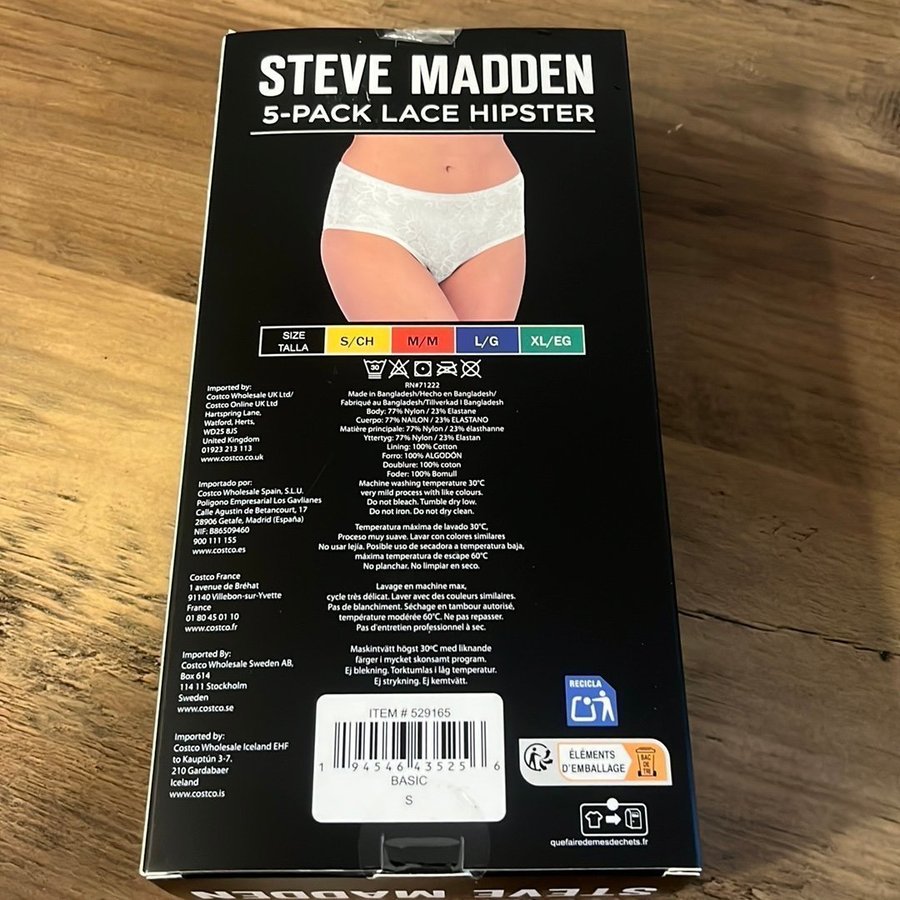 STEVE MADDEN
5-PACK LACE HIPSTER
SIZE
TALLA
S/CH
M/M
L/G
XL/EG
30
RN#71222
Made in Bangladesh/Hecho en Bangladesh/
Fabriqué au Bangladesh/Tillverkad I Bangladesh
Body: 77% Nylon / 23% Elastane
Cuerpo: 77% NAILON / 23% ELASTANO
Matière principale: 77% Nylon / 23% élasthanne
Yttertyg: 77% Nylon / 23% Elastan
Lining: 100% Cotton
Forro: 100% ALGODÓN
Doublure: 100% coton
Foder: 100% Bomull
Machine washing temperature 30°C
very mild process with like colours.
Do not bleach. Tumble dry low.
Do not iron. Do not dry clean.
Temperatura máxima de lavado 30°C,
Proceso muy suave. Lavar con colores similares
No usar lejía. Posible uso de secadora a temperatura baja,
máxima temperatura de escape 60°C
No planchar. No limpiar en seco.
Lavage en machine max,
cycle très délicat. Laver avec des couleurs similaires.
Pas de blanchiment. Séchage en tambour autorisé,
température modérée 60°C. Ne pas repasser.
Pas d'entretien professionnel à sec.
Maskintvätt högst 30°C med liknande
färger i mycket skonsamt program.
Ej blekning. Torktumlas i låg temperatur.
Ej strykning. Ej kemtvätt.
Imported by:
Costco Wholesale UK Ltd/
Costco Online UK Ltd
Hartspring Lane,
Watford, Herts,
WD25 8JS
United Kingdom
01923 213 113
www.costco.co.uk
Importado por:
Costco Wholesale Spain, S.L.U.
Polígono Empresarial Los Gavilanes
Calle Agustin de Betancourt, 17
28906 Getafe, Madrid (España)
NIF: B86509460
900 111 155
www.costco.es
Costco France
1 avenue de Bréhat
91140 Villebon-sur-Yvette
France
01 80 45 01 10
www.costco.fr
Imported By:
Costco Wholesale Sweden AB,
Box 614
114 11 Stockholm
Sweden
www.costco.se
Imported by:
Costco Wholesale Iceland EHF
to Kauptún 3-7,
210 Gardabaer
Iceland
www.costco.is
ITEM # 529165
1 94546 43525 6
BASIC
S
RECICLA
ÉLÉMENTS
D'EMBALLAGE
BAC
DE
TRI
quefairedemesdechets.fr
STEVE MADDEN